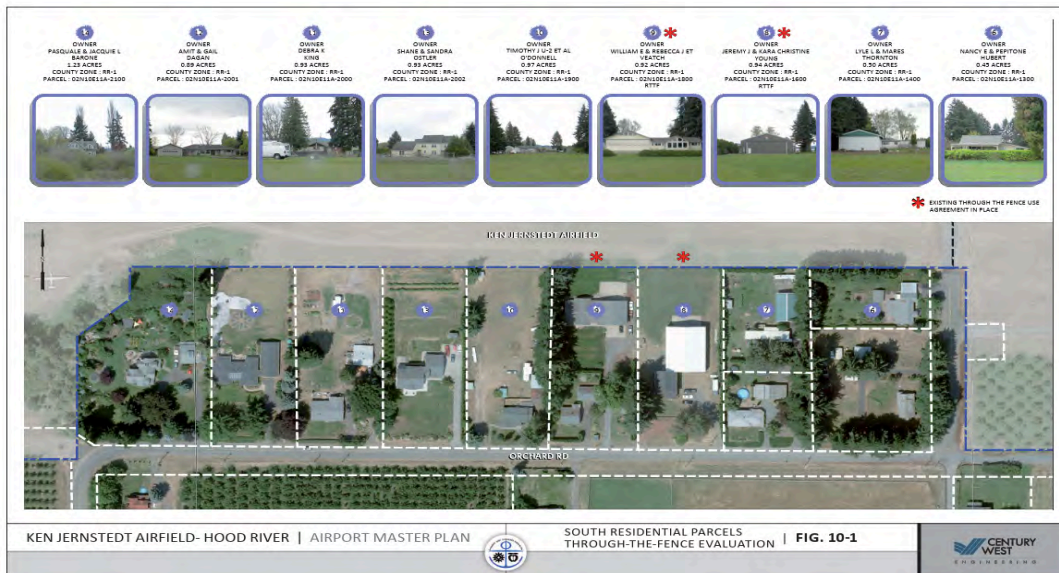 OWNER
PASQUALE & JACQUIE L
BARONE
1.23 ACRES
COUNTY ZONE : RR-1
PARCEL : 02N10E11A-2100
OWNER
AMIT & GAIL
DAGAN
0.89 ACRES
COUNTY ZONE : RR-1
PARCEL : 02N10E11A-2001
OWNER
DEBRA K
KING
0.93 ACRES
COUNTY ZONE : RR-1
PARCEL : 02N10E11A-2000
OWNER
SHANE & SANDRA
OSTLER
0.93 ACRES
COUNTY ZONE : RR-1
PARCEL : 02N10E11A-2002
10
OWNER
TIMOTHY J U-2 ET AL
O'DONNELL
0.97 ACRES
COUNTY ZONE : RR-1
PARCEL : 02N10E11A-1900
9
OWNER
WILLIAM E & REBECCA J ET
VEATCH
0.92 ACRES
COUNTY ZONE : RR-1
PARCEL : 02N10E11A-1800
RTTF
8
OWNER
JEREMY J & KARA CHRISTINE
YOUNG
0.94 ACRES
COUNTY ZONE : RR-1
PARCEL : 02N10E11A-1600
RTTF
7
OWNER
LYLE L & MARES
THORNTON
0.50 ACRES
COUNTY ZONE : RR-1
PARCEL : 02N10E11A-1400
OWNER
NANCY E & PEPITONE
HUBERT
0.45 ACRES
COUNTY ZONE : RR-1
PARCEL : 02N10E11A-1300
* EXISTING THROUGH THE FENCE USE
AGREEMENT IN PLACE
KEN JERNSTEDT AIRFIELD
10 9 8 7
ORCHARD RD
KEN JERNSTEDT AIRFIELD- HOOD RIVER | AIRPORT MASTER PLAN
SOUTH RESIDENTIAL PARCELS
THROUGH-THE-FENCE EVALUATION | FIG. 10-1
CENTURY
WEST
ENGINEERING